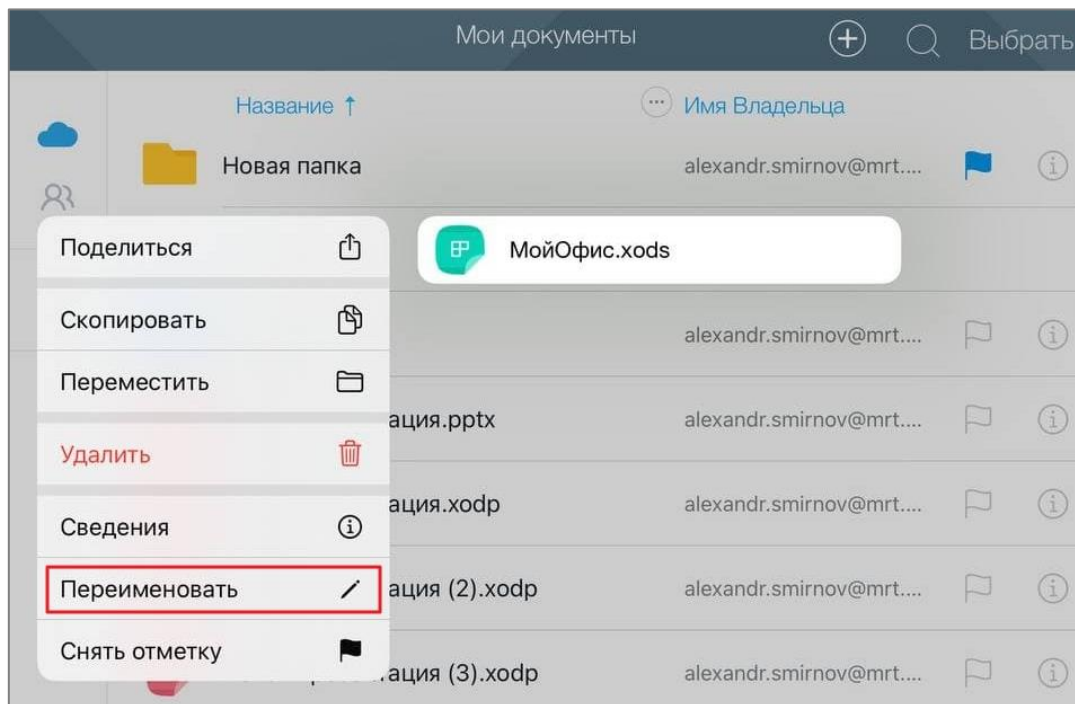 Мои документы
Выбрать
Название ↑
Имя Владельца
Новая папка
alexandr.smirnov@mrt....
Поделиться
МойОфис.xods
Скопировать
alexandr.smirnov@mrt....
Переместить
ация.pptx
alexandr.smirnov@mrt....
Удалить
ация.xodp
alexandr.smirnov@mrt....
Сведения
Переименовать
ация (2).xodp
alexandr.smirnov@mrt....
Снять отметку
ация (3).xodp
alexandr.smirnov@mrt....